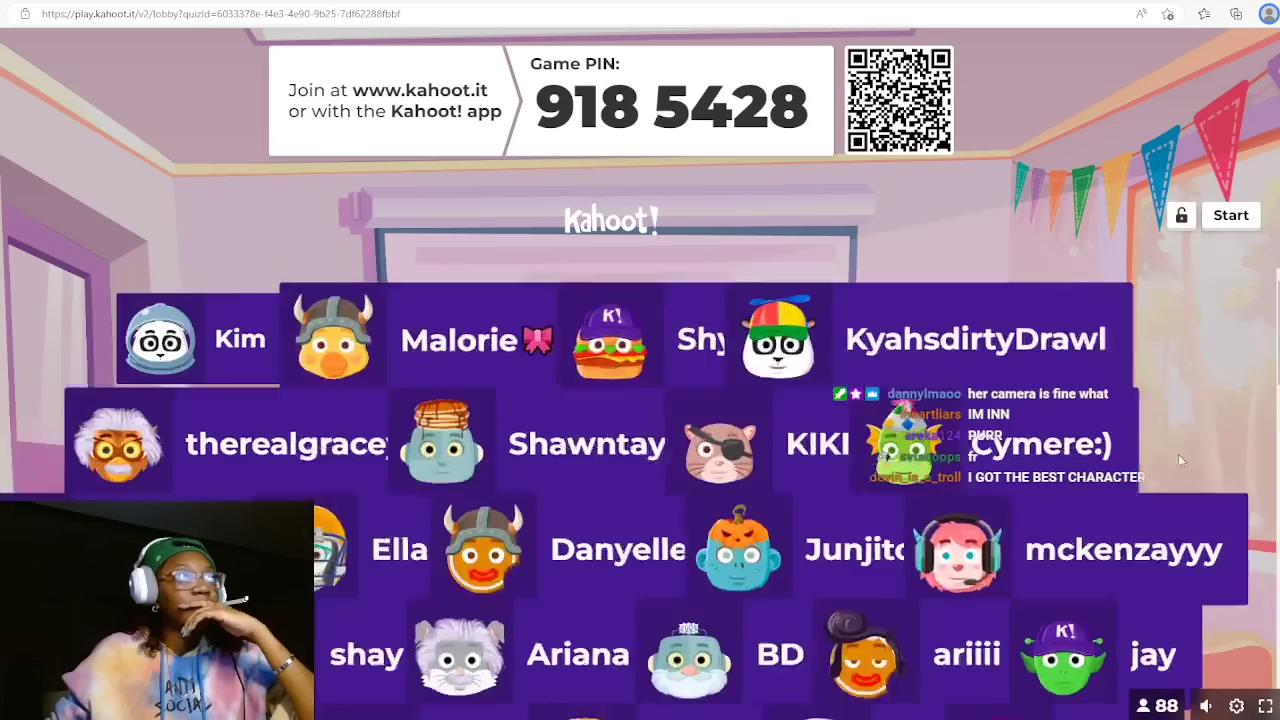 https://play.kahoot.it/v2/lobby?quizId=6033378e-f4e3-4e90-9b25-7df62288fbbf
Join at www.kahoot.it
or with the Kahoot! app
Game PIN:
918 5428
Kahoot!
Start
Kim
Malorie🎀
K!
Shy
KyahsdirtyDrawl
dannylmaoo her camera is fine what
IM INN
PURR
fr
I GOT THE BEST CHARACTER
therealgracey
Shawntay
KIKI
Cymere:)
Ella
Danyelle
Junjito
mckenzayyy
shay
Ariana
BD
ariiii
K!
jay
ANTI
SOCIAL
88